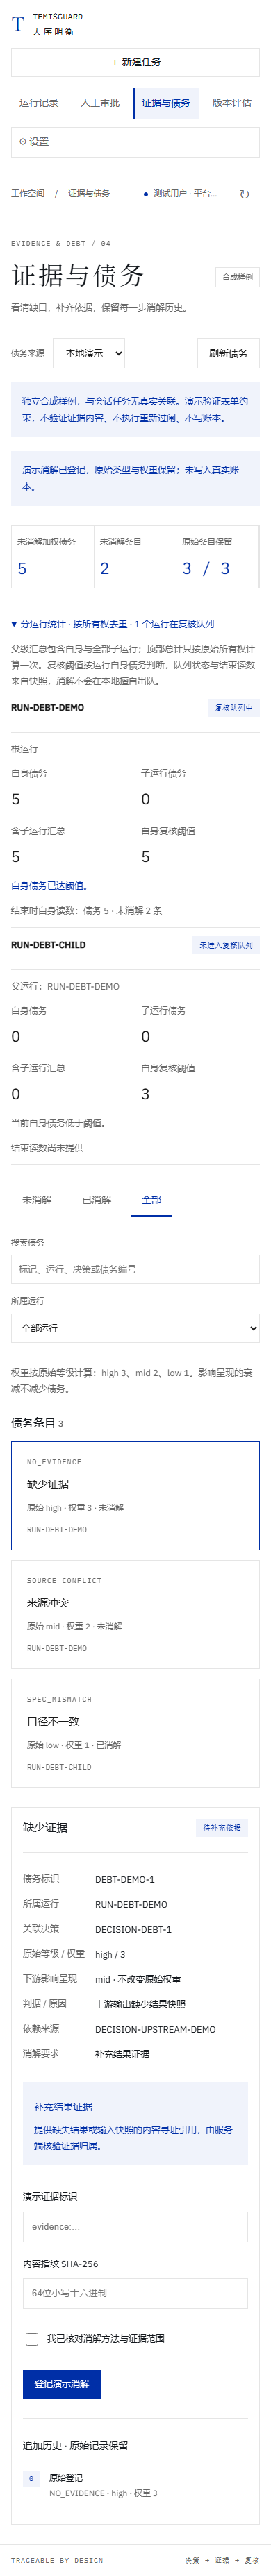 T TEMISGUARD
天序明衡
+ 新建任务
运行记录 人工审批 证据与债务 版本评估
⚙ 设置
工作空间 / 证据与债务 ● 测试用户 · 平台... ↻
EVIDENCE & DEBT / 04
证据与债务 合成样例
看清缺口，补齐依据，保留每一步消解历史。
债务来源 本地演示 刷新债务
独立合成样例，与会话任务无真实关联。演示验证表单约
束，不验证证据内容、不执行重新过闸、不写账本。
演示消解已登记，原始类型与权重保留；未写入真实账
本。
未消解加权债务 未消解条目 原始条目保留
5 2 3 / 3
▼ 分运行统计 · 按所有权去重 · 1 个运行在复核队列
父级汇总包含自身与全部子运行；顶部总计只按原始所有权计
算一次。复核阈值按运行自身债务判断，队列状态与结束读数
来自快照，消解不会在本地擅自出队。
RUN-DEBT-DEMO 复核队列中
根运行
自身债务 子运行债务
5 0
含子运行汇总 自身复核阈值
5 5
自身债务已达阈值。
结束时自身读数：债务 5 · 未消解 2 条
RUN-DEBT-CHILD 未进入复核队列
父运行：RUN-DEBT-DEMO
自身债务 子运行债务
0 0
含子运行汇总 自身复核阈值
0 3
当前自身债务低于阈值。
结束读数尚未提供
未消解 已消解 全部
搜索债务
标记、运行、决策或债务编号
所属运行
全部运行
权重按原始等级计算：high 3、mid 2、low 1。影响呈现的衰
减不减少债务。
债务条目 3
NO_EVIDENCE
缺少证据
原始 high · 权重 3 · 未消解
RUN-DEBT-DEMO
SOURCE_CONFLICT
来源冲突
原始 mid · 权重 2 · 未消解
RUN-DEBT-DEMO
SPEC_MISMATCH
口径不一致
原始 low · 权重 1 · 已消解
RUN-DEBT-CHILD
缺少证据 待补充依据
债务标识 DEBT-DEMO-1
所属运行 RUN-DEBT-DEMO
关联决策 DECISION-DEBT-1
原始等级 / 权重 high / 3
下游影响呈现 mid · 不改变原始权重
判据 / 原因 上游输出缺少结果快照
依赖来源 DECISION-UPSTREAM-DEMO
消解要求 补充结果证据
补充结果证据
提供缺失结果或输入快照的内容寻址引用，由服务
端核验证据归属。
演示证据标识
evidence:...
内容指纹 SHA-256
64位小写十六进制
我已核对消解方法与证据范围
登记演示消解
追加历史 · 原始记录保留
0 原始登记
NO_EVIDENCE · high · 权重 3
TRACEABLE BY DESIGN 决策 → 证据 → 复核